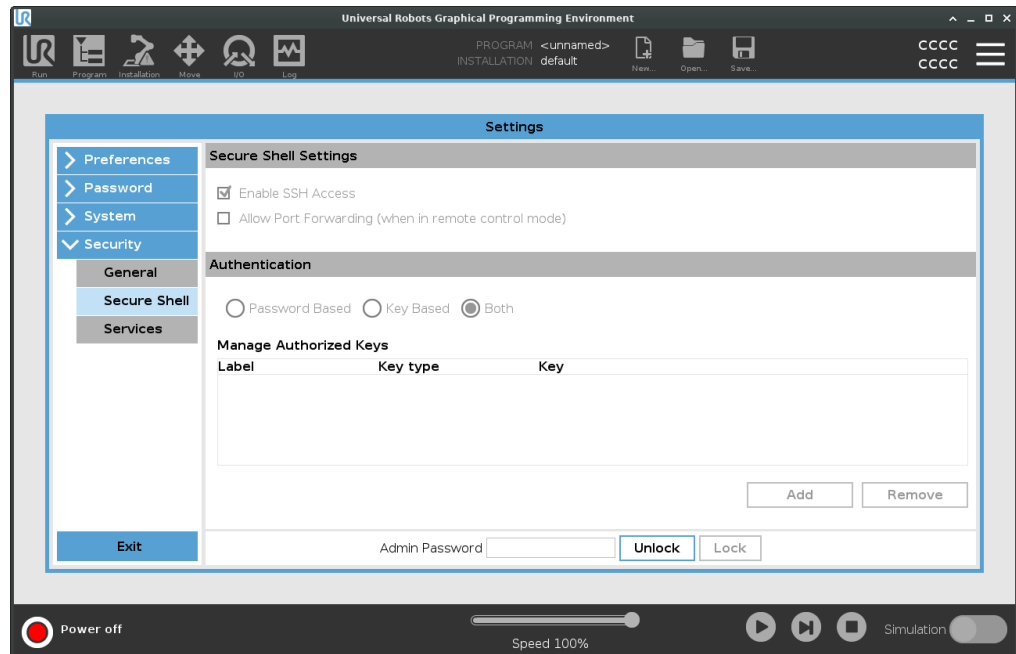 UR
Universal Robots Graphical Programming Environment
UR
PROGRAM <unnamed>
INSTALLATION default
CCCC
CCCC
Run Program Installation Move I/O Log New... Open... Save...
Settings
Preferences
Password
System
Security
General
Secure Shell
Services
Exit
Secure Shell Settings
Enable SSH Access
Allow Port Forwarding (when in remote control mode)
Authentication
Password Based Key Based Both
Manage Authorized Keys
Label Key type Key
Add Remove
Admin Password Unlock Lock
Power off
Speed 100%
Simulation